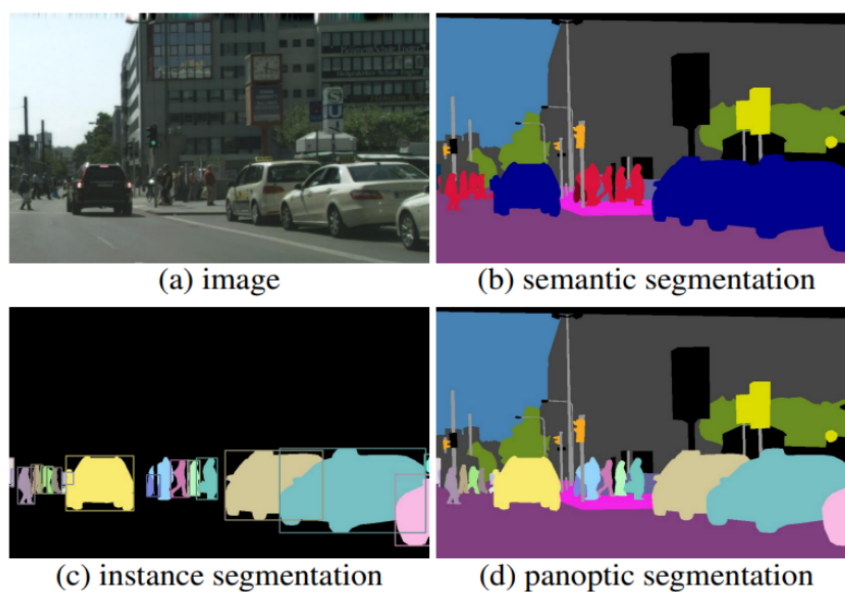 S
U
(a) image
(b) semantic segmentation
(c) instance segmentation
(d) panoptic segmentation